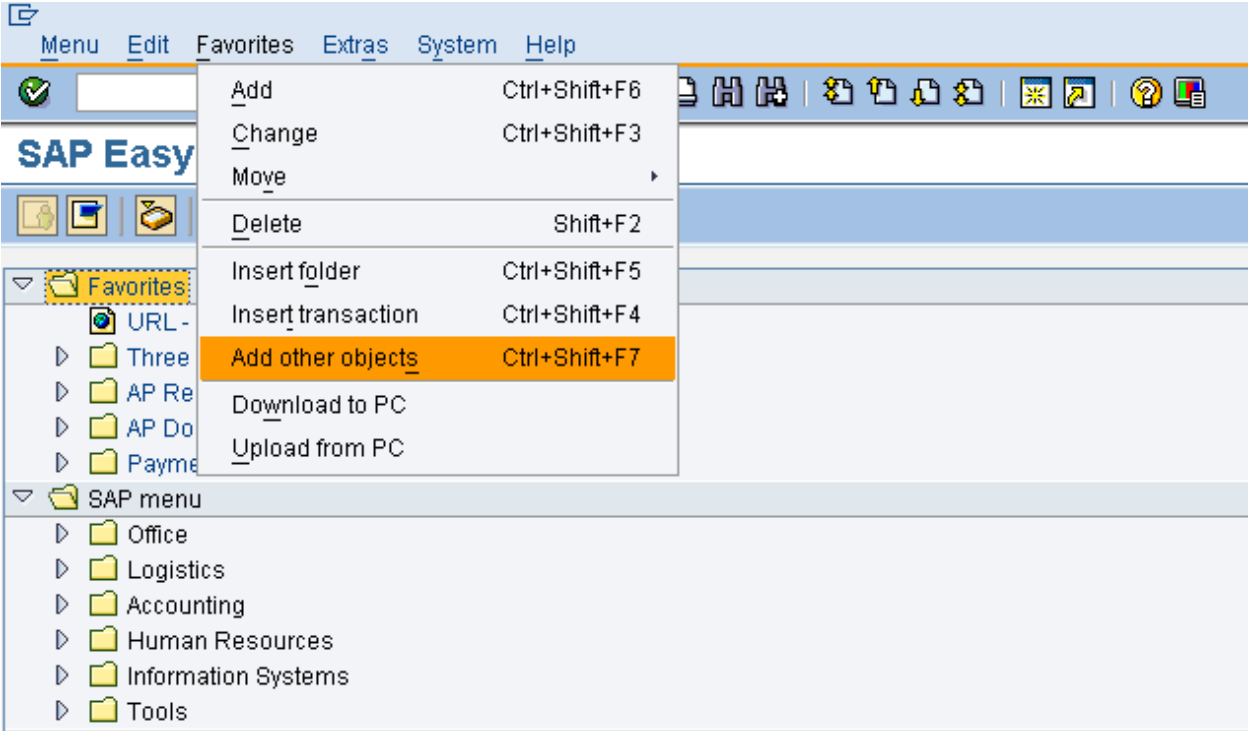 Menu Edit Favorites Extras System Help
Add Ctrl+Shift+F6
Change Ctrl+Shift+F3
SAP Easy
Move
Delete Shift+F2
Insert folder Ctrl+Shift+F5
Favorites
Insert transaction Ctrl+Shift+F4
URL -
Add other objects Ctrl+Shift+F7
Three
AP Re
Download to PC
AP Do
Upload from PC
Payme
SAP menu
Office
Logistics
Accounting
Human Resources
Information Systems
Tools